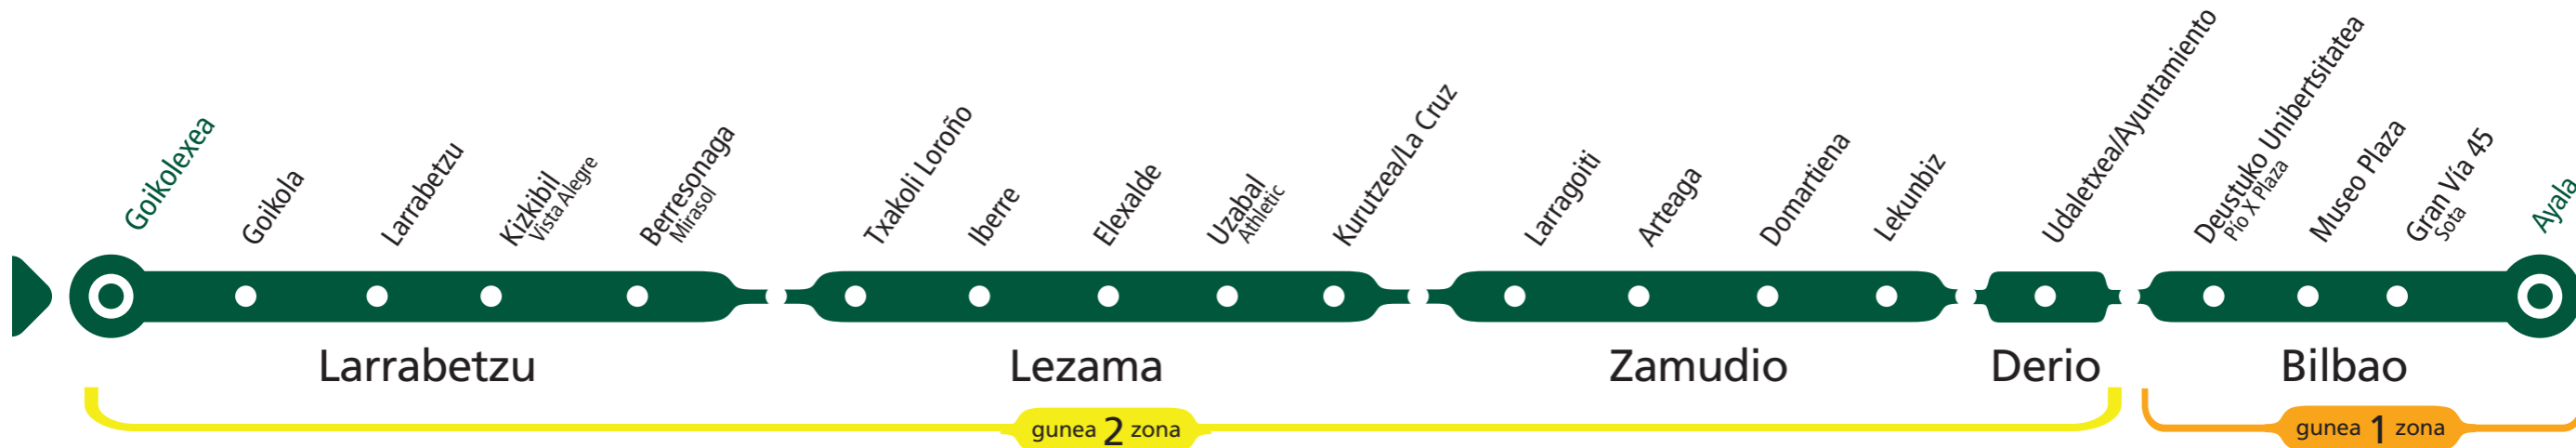 Goikolexea
Goikola
Larrabetzu
Kizkibil
Vista Alegre
Berresonaga
Mirasol
Txakoli Loroño
Iberre
Elexalde
Uzabal
Athletic
Kurutzea/La Cruz
Larragoiti
Arteaga
Domartiena
Lekunbiz
Udaletxea/Ayuntamiento
Deustuko Unibertsitatea
Pío X Plaza
Museo Plaza
Gran Vía 45
Sota
Ayala
Larrabetzu
Lezama
Zamudio
Derio
Bilbao
gunea 2 zona
gunea 1 zona